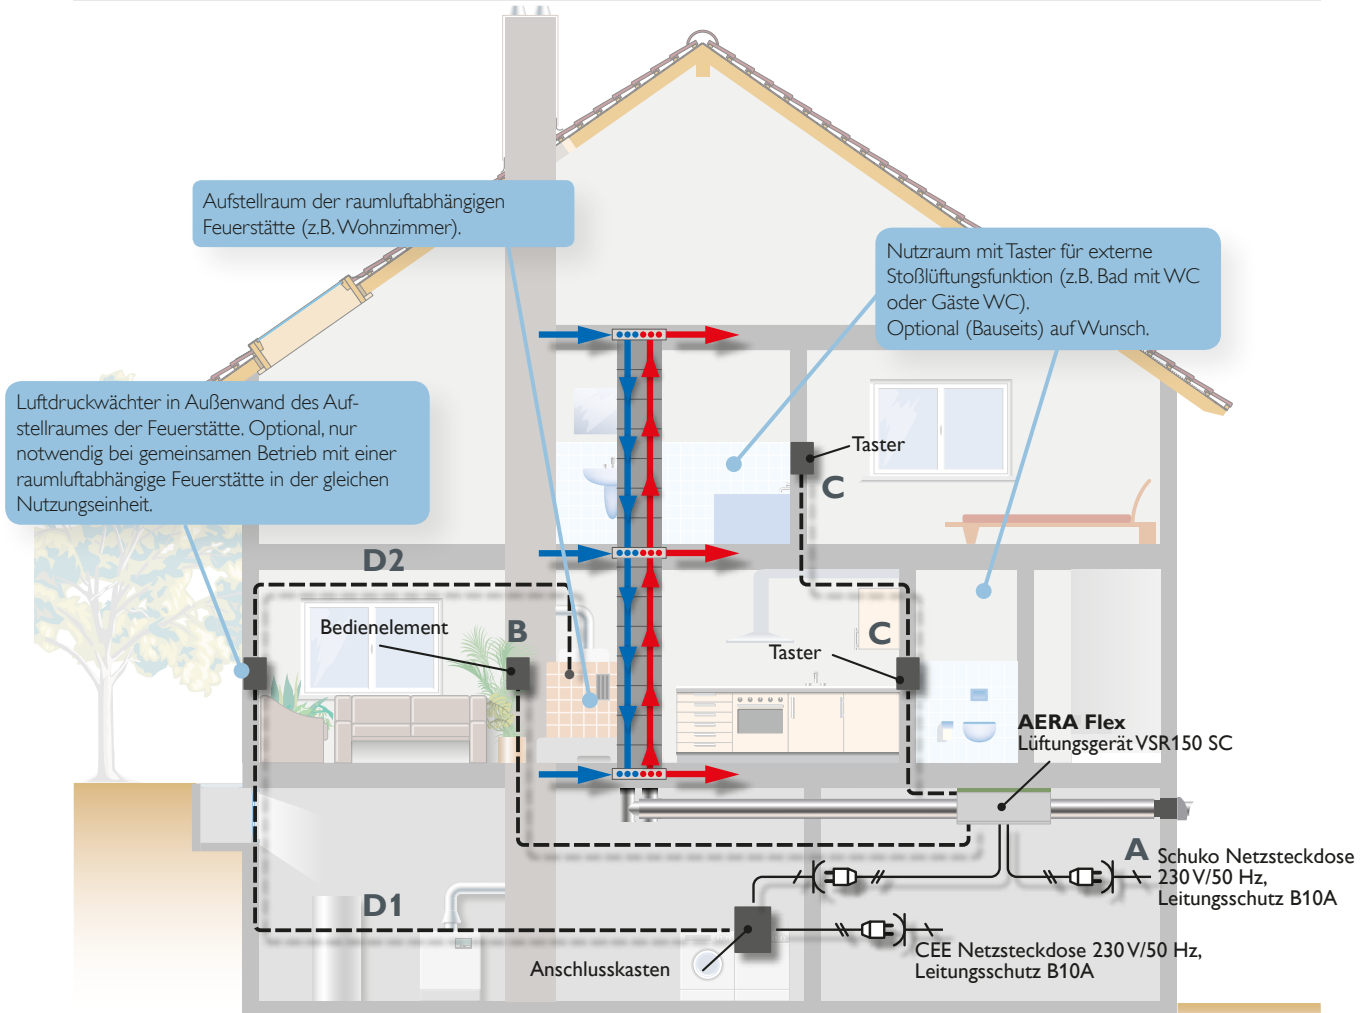 Aufstellraum der raumluftabhängigen
Feuerstätte (z.B. Wohnzimmer).
Nutzraum mit Taster für externe
Stoßlüftungsfunktion (z.B. Bad mit WC
oder Gäste WC).
Optional (Bauseits) auf Wunsch.
Luftdruckwächter in Außenwand des Auf-
stellraumes der Feuerstätte. Optional, nur
notwendig bei gemeinsamen Betrieb mit einer
raumluftabhängige Feuerstätte in der gleichen
Nutzungseinheit.
Taster
C
D2
Bedienelement
B
C
Taster
AERA Flex
Lüftungsgerät VSR150 SC
A
Schuko Netzsteckdose
230 V/50 Hz,
Leitungsschutz B10A
D1
CEE Netzsteckdose 230 V/50 Hz,
Leitungsschutz B10A
Anschlusskasten